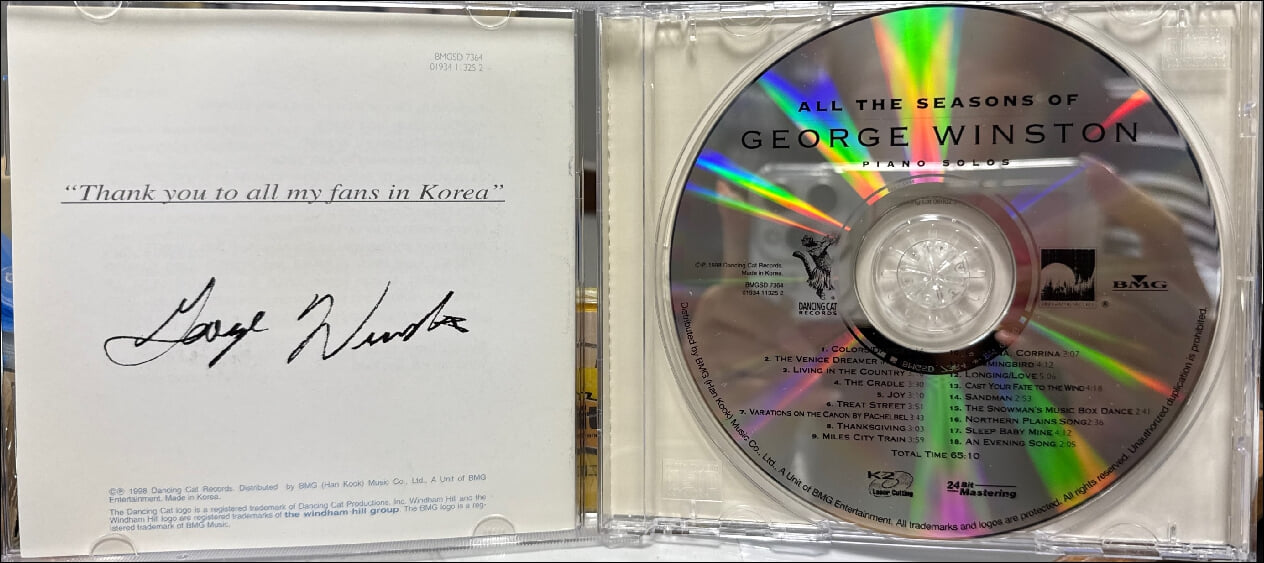 BMGSD 7364
01934 11325 2
“Thank you to all my fans in Korea”
George Winston
©℗ 1998 Dancing Cat Records. Distributed by BMG (Han Kook) Music Co., Ltd., A Unit of BMG
Entertainment. Made in Korea.
The Dancing Cat logo is a registered trademark of Dancing Cat Productions, Inc. Windham Hill and the
Windham Hill logo are registered trademarks of the windham hill group. The BMG logo is a reg-
istered trademark of BMG Music.
ALL THE SEASONS OF
GEORGE WINSTON
PIANO SOLOS
©℗ 1998 Dancing Cat Records.
Made in Korea.
BMGSD 7364
01934 11325 2
DANCING CAT
RECORDS
BMG
2. THE VENICE DREAMER
3. LIVING IN THE COUNTRY
4. THE CRADLE 3:30
5. JOY 3:10
6. TREAT STREET 3:51
7. VARIATIONS ON THE CANON BY PACHELBEL 3:43
8. THANKSGIVING 3:03
9. MILES CITY TRAIN 3:59
CORRINA 3:07
4:12
12. LONGING/LOVE 5:06
13. CAST YOUR FATE TO THE WIND 4:18
14. SANDMAN 2:53
15. THE SNOWMAN'S MUSIC BOX DANCE 2:41
16. NORTHERN PLAINS SONG 2:36
17. SLEEP BABY MINE 4:12
18. AN EVENING SONG 2:05
TOTAL TIME 65:10
K2
Laser Cutting
24 Bit
Mastering
Distributed by BMG (Han Kook) Music Co., Ltd., A Unit of BMG Entertainment. All trademarks and logos are protected. All rights reserved. Unauthorized duplication is prohibited.